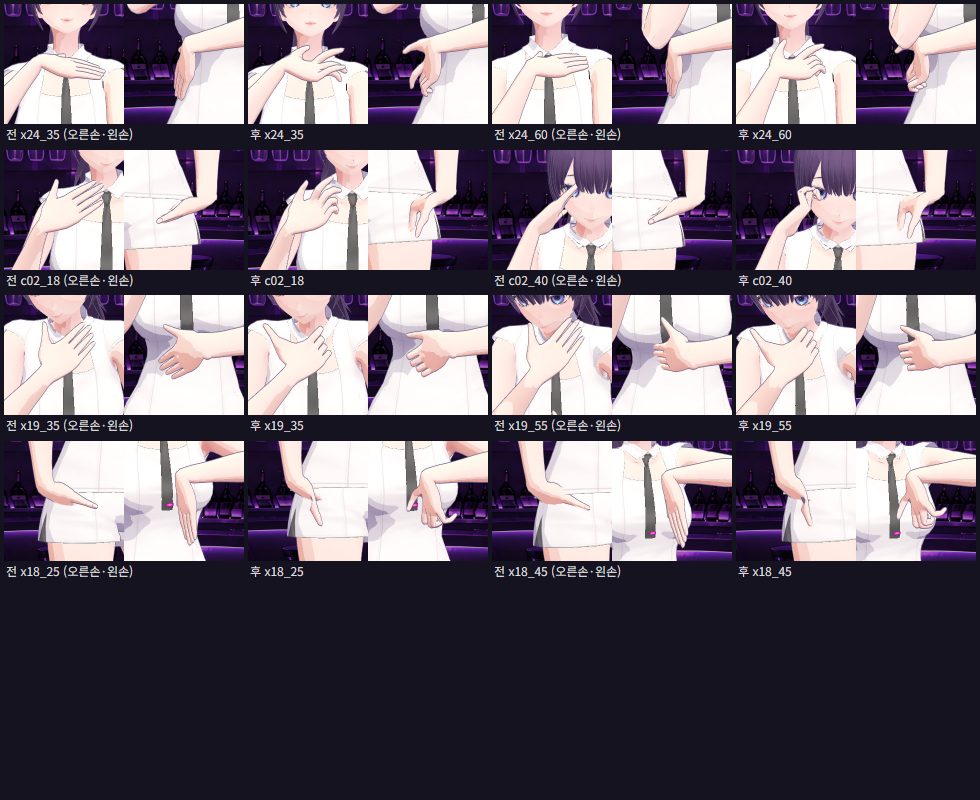 전 x24_35 (오른손·왼손)
후 x24_35
전 x24_60 (오른손·왼손)
후 x24_60
전 c02_18 (오른손·왼손)
후 c02_18
전 c02_40 (오른손·왼손)
후 c02_40
전 x19_35 (오른손·왼손)
후 x19_35
전 x19_55 (오른손·왼손)
후 x19_55
전 x18_25 (오른손·왼손)
후 x18_25
전 x18_45 (오른손·왼손)
후 x18_45